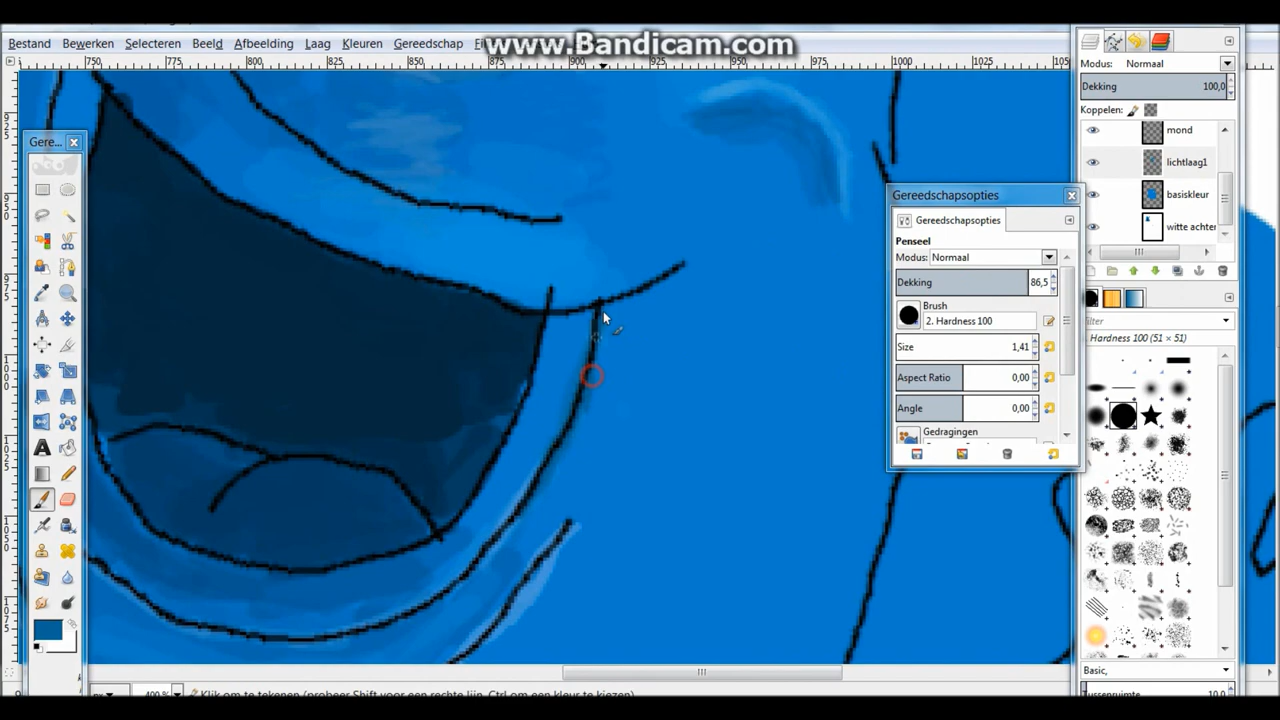 www.Bandicam.com
Bestand Bewerken Selecteren Beeld Afbeelding Laag Kleuren Gereedschap
750 775 800 825 850 875 900 925 950 975 1000 1025
Gere...
Modus: Normaal
Dekking 100,0
Koppelen:
mond
lichtlaag1
basiskleur
witte achter
Gereedschapsopties
Gereedschapsopties
Penseel
Modus: Normaal
Dekking 86,5
Brush
2. Hardness 100
Size 1,41
Aspect Ratio 0,00
Angle 0,00
Gedragingen
. Hardness 100 (51 × 51)
Basic,
Tussenruimte 10,0
400 % Klik om te tekenen (probeer Shift voor een rechte lijn, Ctrl om een kleur te kiezen)